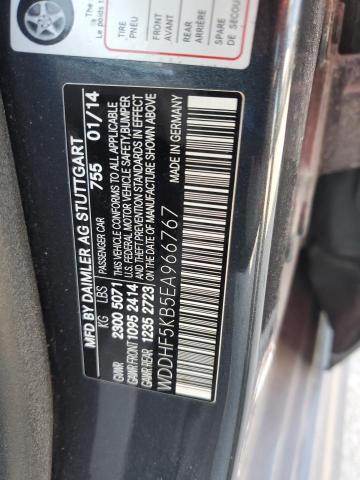 The
Le poids t
TIRE
PNEU
FRONT
AVANT
REAR
ARRIÈRE
SPARE
DE SECOU
MFD BY DAIMLER AG STUTTGART
KG LBS PASSENGER CAR 755 01/14
GVWR 2300 5071 THIS VEHICLE CONFORMS TO ALL APPLICABLE
GAWR FRONT 1095 2414 U.S. FEDERAL MOTOR VEHICLE SAFETY, BUMPER
GAWR REAR 1235 2723 AND THEFT PREVENTION STANDARDS IN EFFECT
ON THE DATE OF MANUFACTURE SHOWN ABOVE
MADE IN GERMANY
WDDHF5KB5EA966767